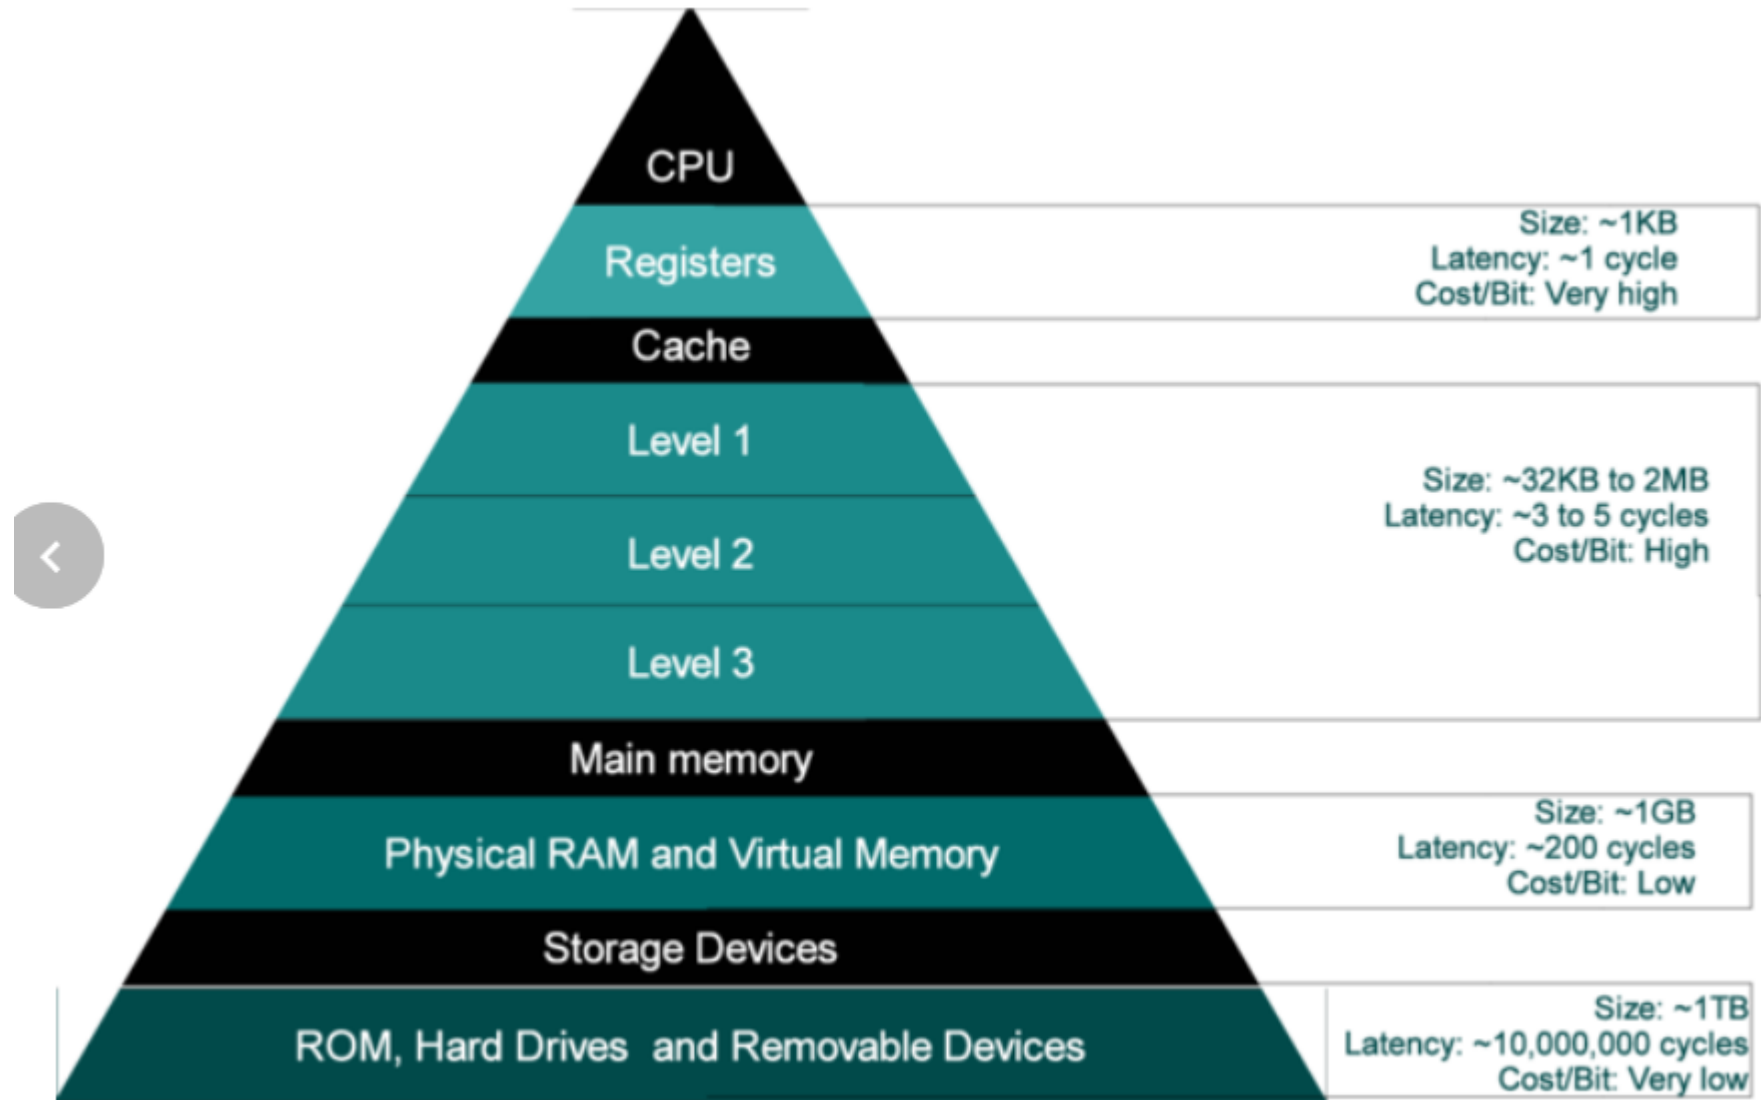 CPU
Registers
Size: ~1KB
Latency: ~1 cycle
Cost/Bit: Very high
Cache
Level 1
Level 2
Level 3
Size: ~32KB to 2MB
Latency: ~3 to 5 cycles
Cost/Bit: High
Main memory
Physical RAM and Virtual Memory
Size: ~1GB
Latency: ~200 cycles
Cost/Bit: Low
Storage Devices
ROM, Hard Drives  and Removable Devices
Size: ~1TB
Latency: ~10,000,000 cycles
Cost/Bit: Very low